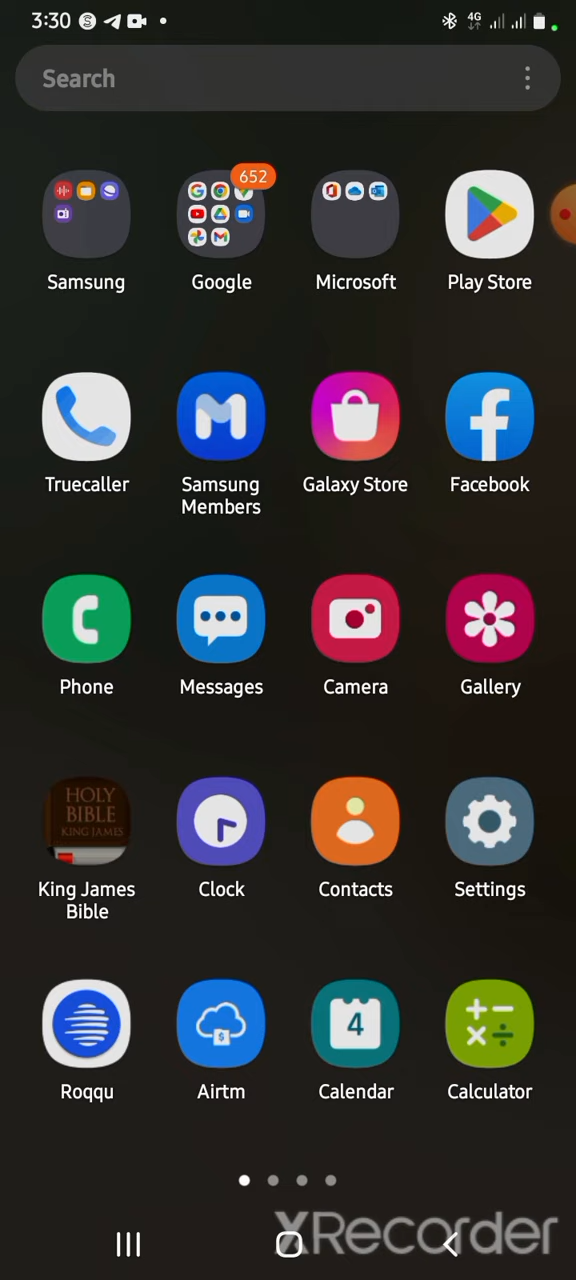 3:30
4G
Search
652
Samsung
Google
Microsoft
Play Store
Truecaller
Samsung
Members
Galaxy Store
Facebook
Phone
Messages
Camera
Gallery
HOLY
BIBLE
KING JAMES
King James
Bible
Clock
Contacts
Settings
4
Roqqu
Airtm
Calendar
Calculator
XRecorder